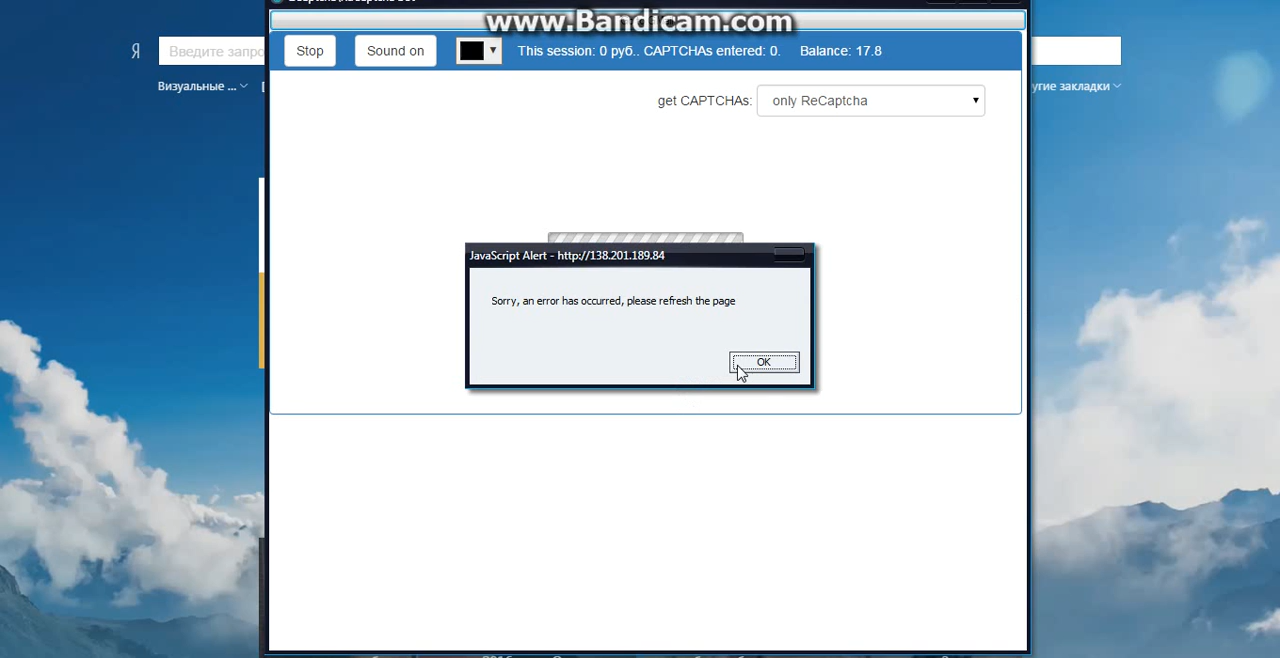 www.Bandicam.com
Я
Введите запро
Stop
Sound on
This session: 0 руб.. CAPTCHAs entered: 0.
Balance: 17.8
Визуальные ...
угие закладки
get CAPTCHAs:
only ReCaptcha
JavaScript Alert - http://138.201.189.84
Sorry, an error has occurred, please refresh the page
OK